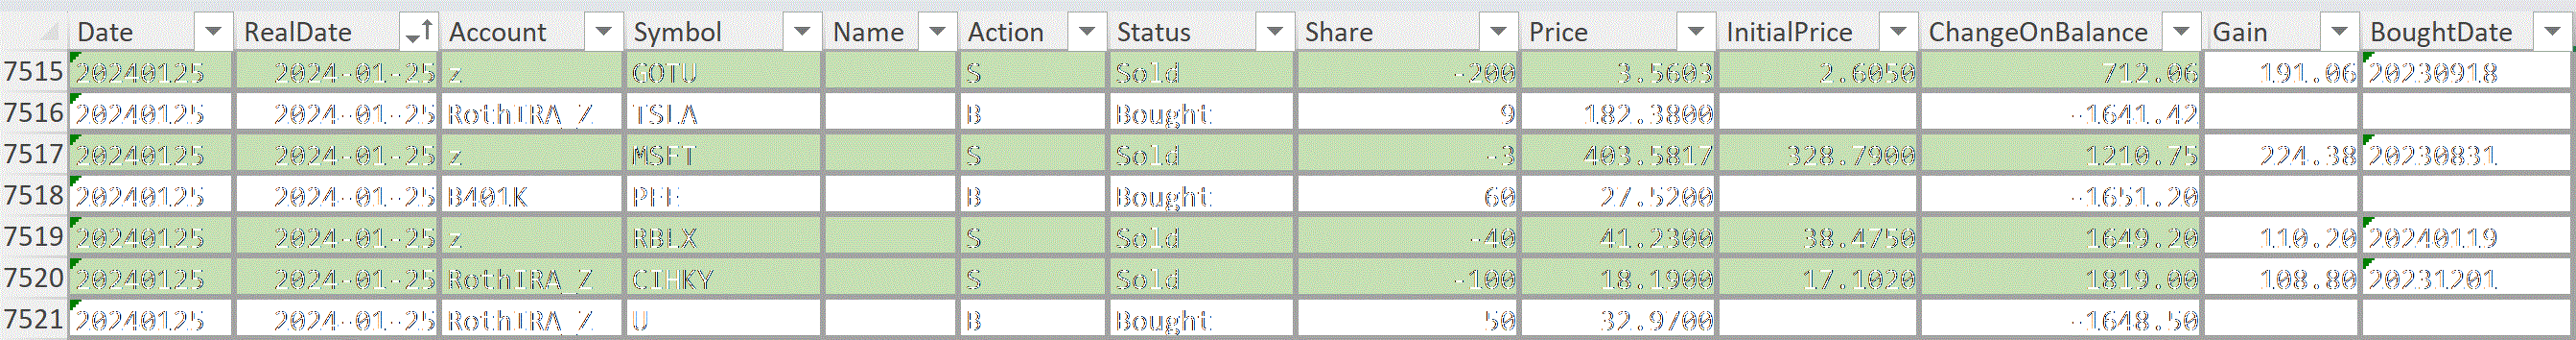 Date RealDate Account Symbol Name Action Status Share Price InitialPrice ChangeOnBalance Gain BoughtDate
7515 20240125 2024-01-25 z GOTU S Sold -200 3.5603 2.6050 712.06 191.06 20230918
7516 20240125 2024-01-25 RothIRA_Z TSLA B Bought 9 182.3800 -1641.42
7517 20240125 2024-01-25 z MSFT S Sold -3 403.5817 328.7900 1210.75 224.38 20230831
7518 20240125 2024-01-25 B401K PFE B Bought 60 27.5200 -1651.20
7519 20240125 2024-01-25 z RBLX S Sold -40 41.2300 38.4750 1649.20 110.20 20240119
7520 20240125 2024-01-25 RothIRA_Z CIHKY S Sold -100 18.1900 17.1020 1819.00 108.80 20231201
7521 20240125 2024-01-25 RothIRA_Z U B Bought 50 32.9700 -1648.50